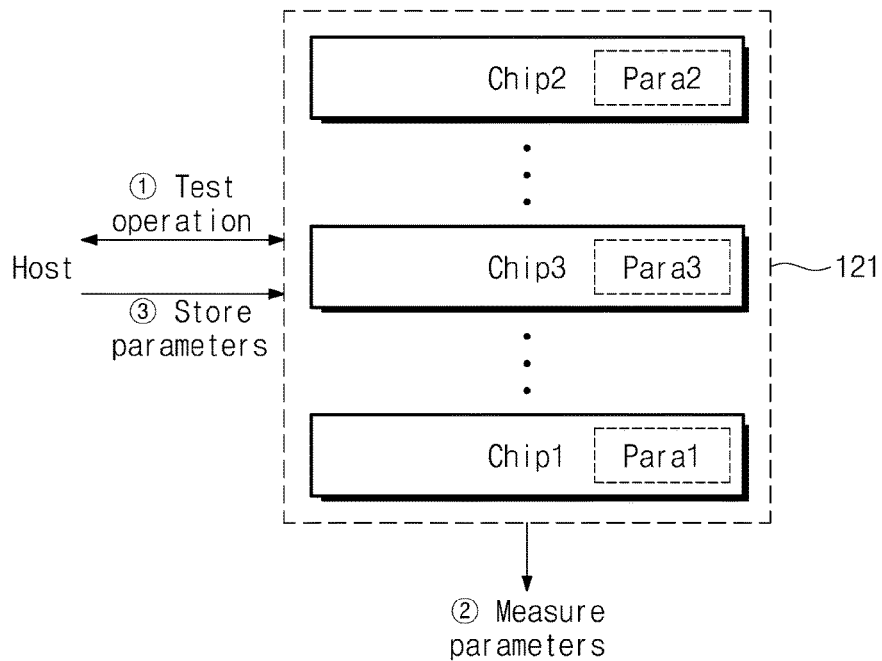 Chip2 Para2
① Test
operation
Host
Chip3 Para3
121
③ Store
parameters
Chip1 Para1
② Measure
parameters